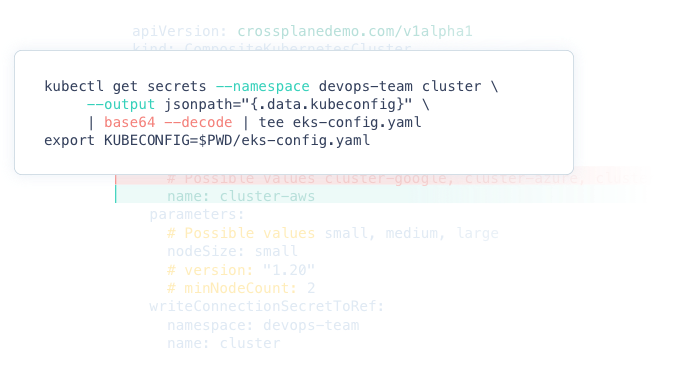 apiVersion: crossplanedemo.com/v1alpha1
kind: CompositeKubernetesCluster
kubectl get secrets --namespace devops-team cluster \
--output jsonpath="{.data.kubeconfig}" \
| base64 --decode | tee eks-config.yaml
export KUBECONFIG=$PWD/eks-config.yaml
# Possible values cluster-google, cluster-azure,
name: cluster-aws
parameters:
# Possible values small, medium, large
nodeSize: small
# version: "1.20"
# minNodeCount: 2
writeConnectionSecretToRef:
namespace: devops-team
name: cluster